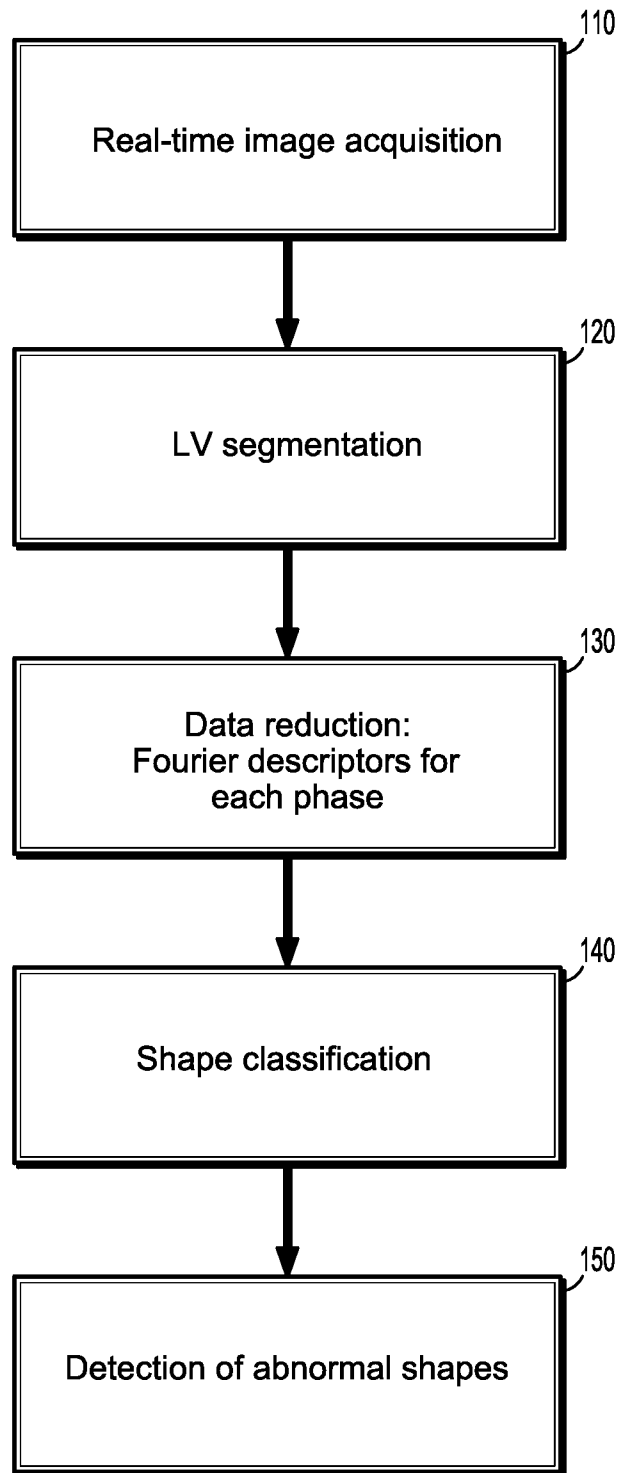 110
Real-time image acquisition
120
LV segmentation
130
Data reduction:
Fourier descriptors for
each phase
140
Shape classification
150
Detection of abnormal shapes